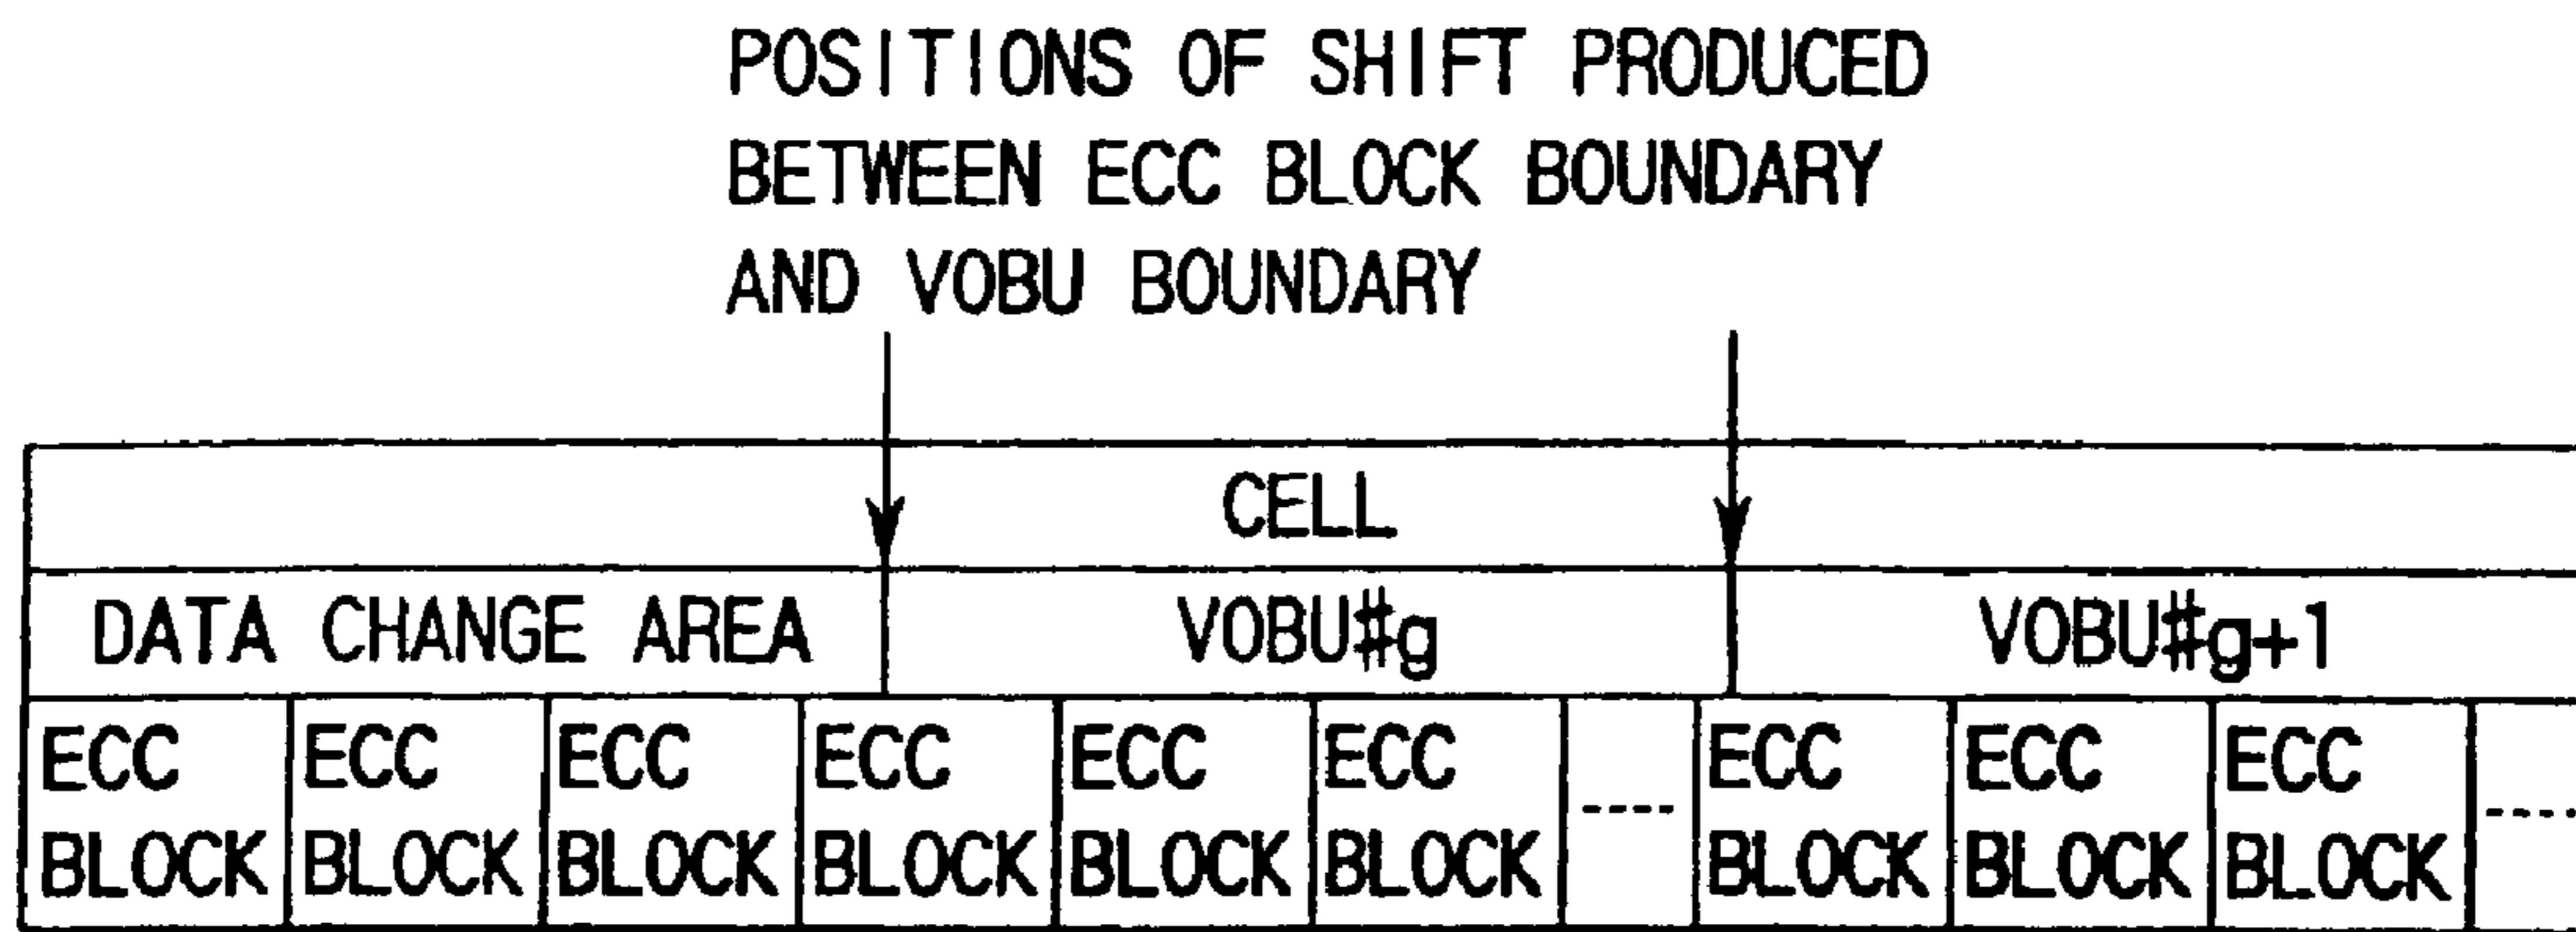 POSITIONS OF SHIFT PRODUCED
BETWEEN ECC BLOCK BOUNDARY
AND VOBU BOUNDARY
CELL
DATA CHANGE AREA VOBU#g VOBU#g+1
ECC ECC ECC ECC ECC ECC ---- ECC ECC ECC ----
BLOCK BLOCK BLOCK BLOCK BLOCK BLOCK BLOCK BLOCK BLOCK